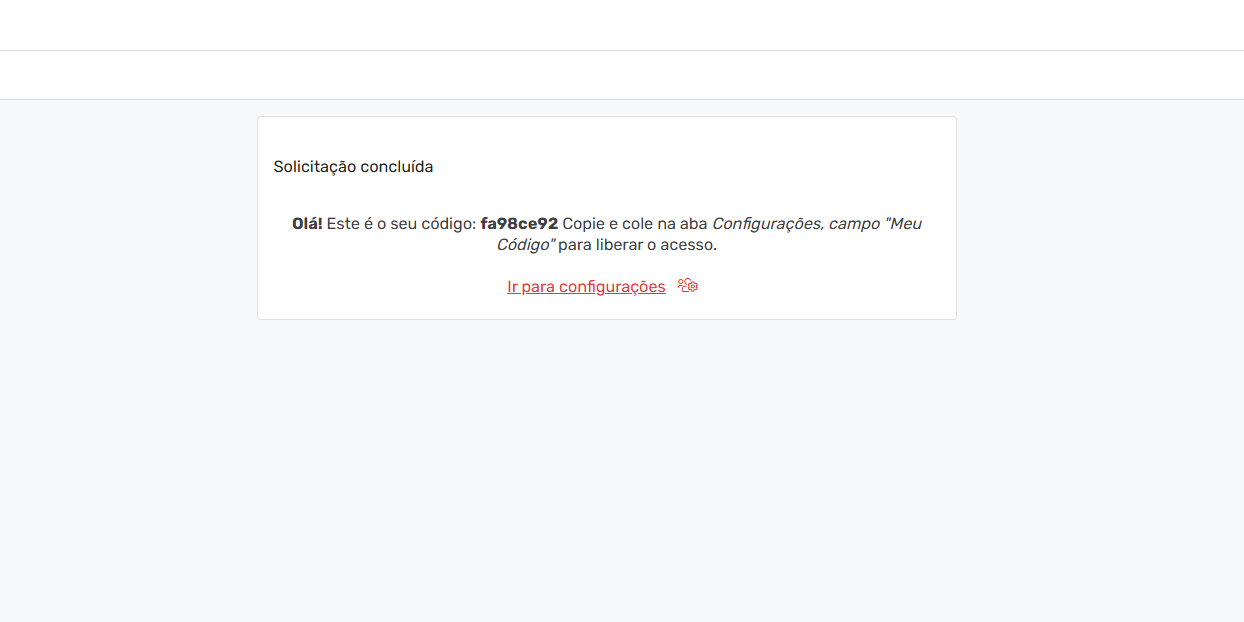 Solicitação concluída
Olá! Este é o seu código: fa98ce92 Copie e cole na aba Configurações, campo "Meu
Código" para liberar o acesso.
Ir para configurações